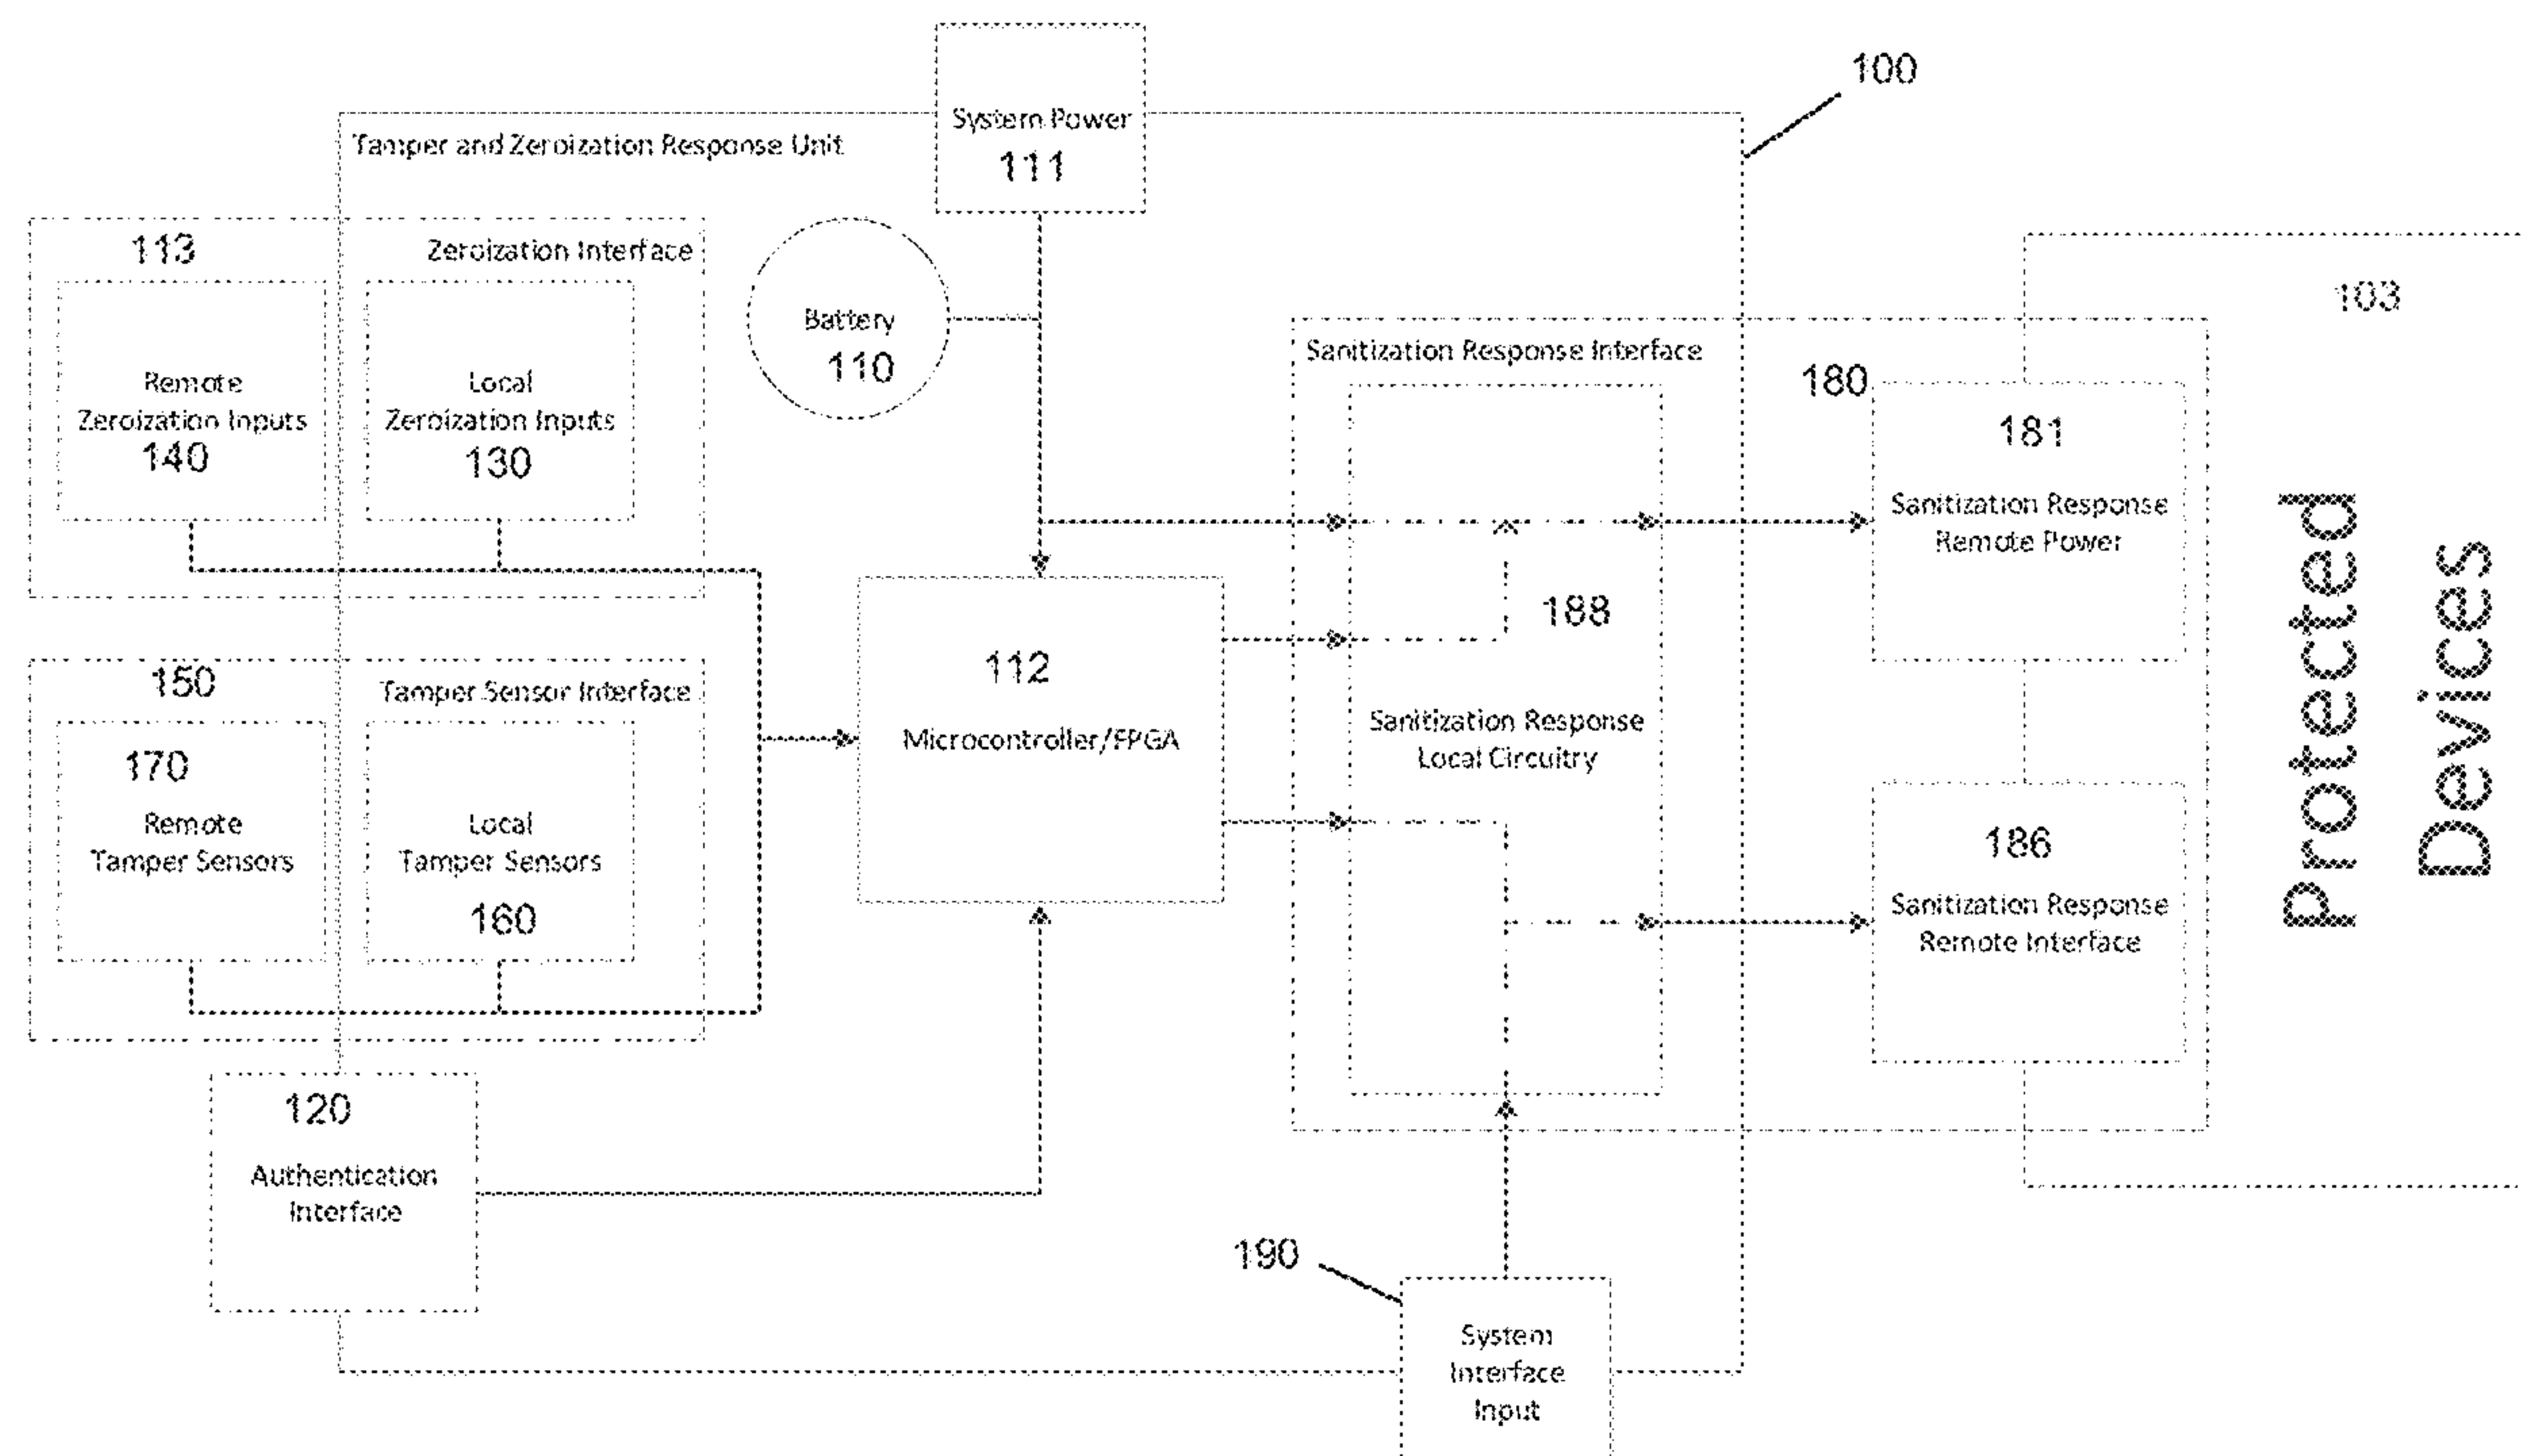 100
System Power
111
Tamper and Zeroization Response Unit
113
Zeroization Interface
Remote
Zeroization Inputs
140
Local
Zeroization Inputs
130
Battery
110
103
Sanitization Response Interface
180
181
Sanitization Response
Remote Power
188
Sanitization Response
Local Circuitry
112
Microcontroller/FPGA
150
Tamper Sensor Interface
170
Remote
Tamper Sensors
Local
Tamper Sensors
160
186
Sanitization Response
Remote Interface
Protected
Devices
120
Authentication
Interface
190
System
Interface
Input